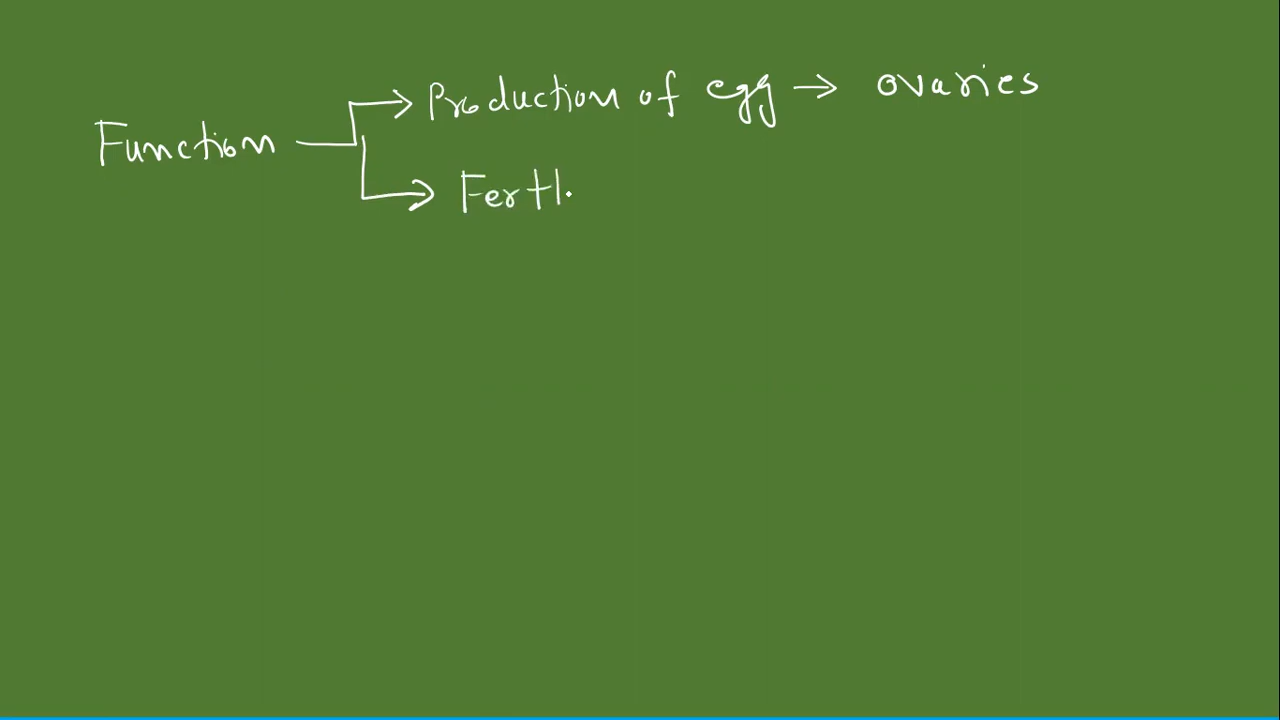 Function → Production of egg → ovaries
→ Fertl